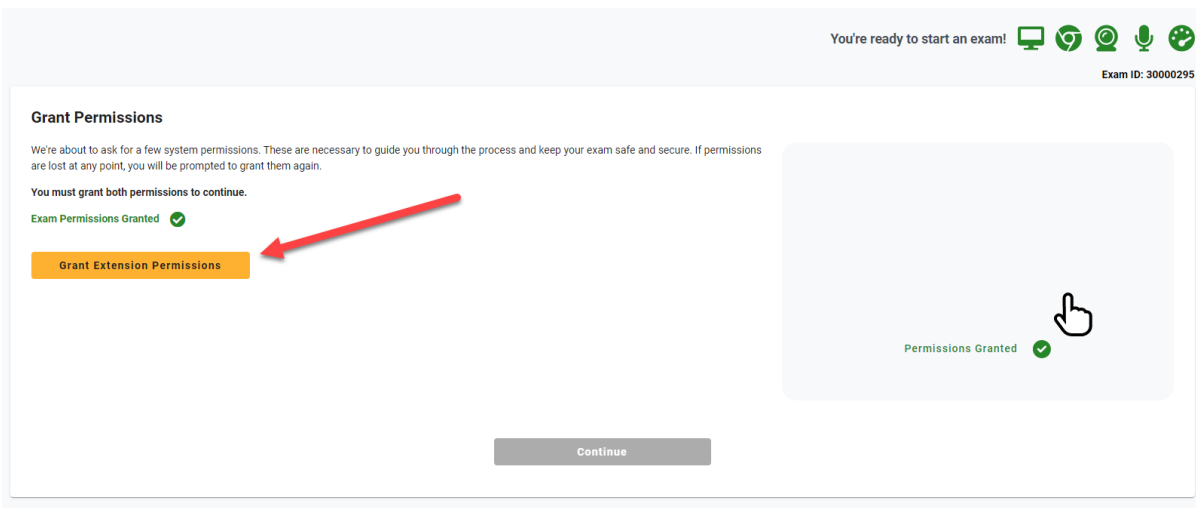 You're ready to start an exam!
Exam ID: 30000295
Grant Permissions
We're about to ask for a few system permissions. These are necessary to guide you through the process and keep your exam safe and secure. If permissions
are lost at any point, you will be prompted to grant them again.
You must grant both permissions to continue.
Exam Permissions Granted
Grant Extension Permissions
Permissions Granted
Continue